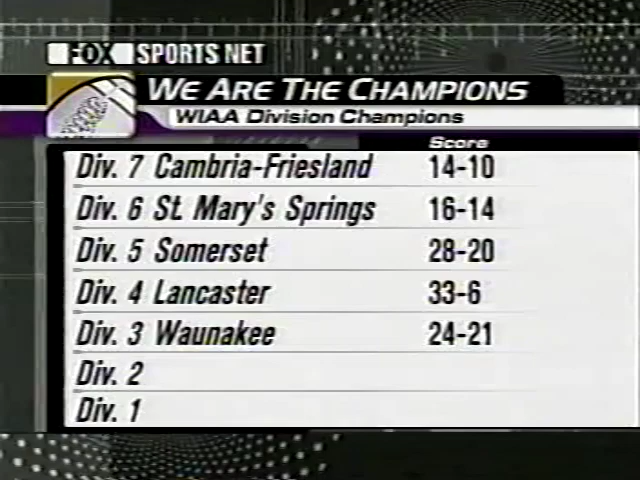 FOX SPORTS NET
WE ARE THE CHAMPIONS
WIAA Division Champions
Score
Div. 7 Cambria-Friesland 14-10
Div. 6 St. Mary's Springs 16-14
Div. 5 Somerset 28-20
Div. 4 Lancaster 33-6
Div. 3 Waunakee 24-21
Div. 2
Div. 1